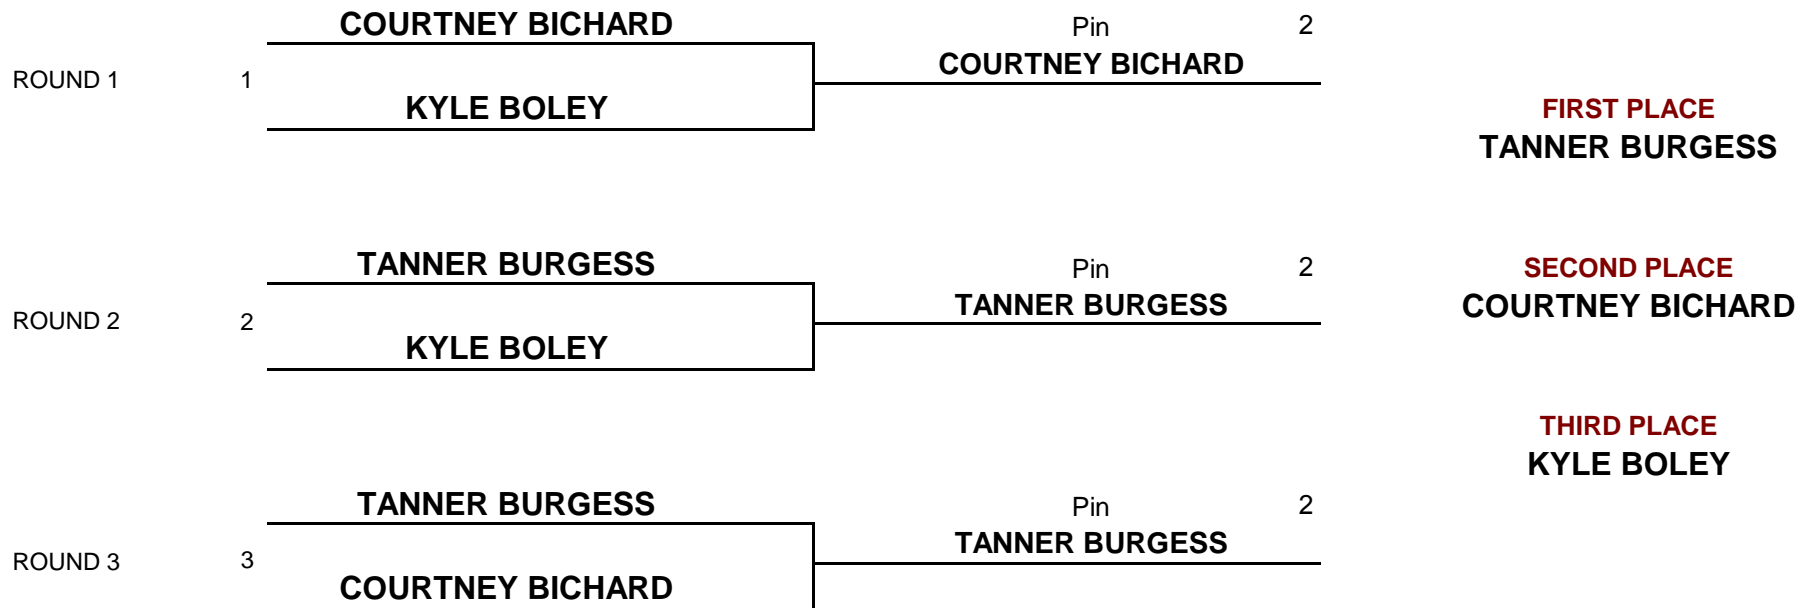 COURTNEY BICHARD
Pin 2
COURTNEY BICHARD
ROUND 1 1
KYLE BOLEY
FIRST PLACE
TANNER BURGESS
TANNER BURGESS
Pin 2
TANNER BURGESS
ROUND 2 2
KYLE BOLEY
SECOND PLACE
COURTNEY BICHARD
THIRD PLACE
KYLE BOLEY
TANNER BURGESS
Pin 2
TANNER BURGESS
ROUND 3 3
COURTNEY BICHARD